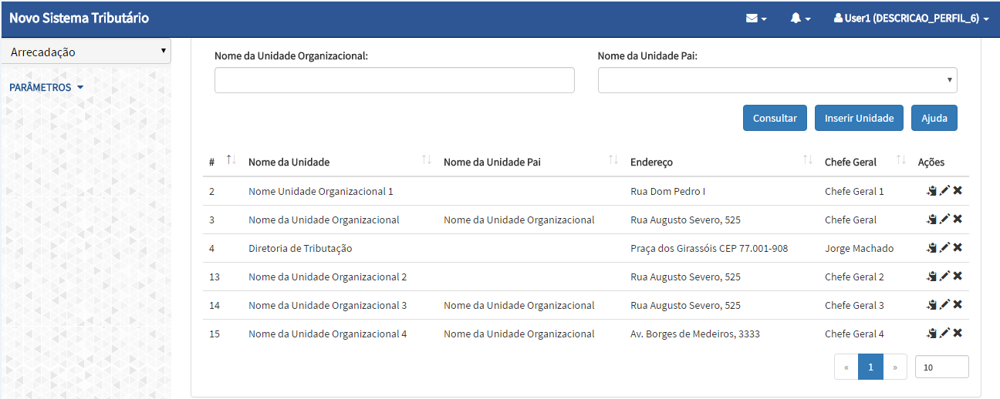 Novo Sistema Tributário
User1 (DESCRICAO_PERFIL_6)
Arrecadação
PARÂMETROS
Nome da Unidade Organizacional: Nome da Unidade Pai:
Consultar Inserir Unidade Ajuda
# Nome da Unidade Nome da Unidade Pai Endereço Chefe Geral Ações
2 Nome Unidade Organizacional 1 Rua Dom Pedro I Chefe Geral 1
3 Nome da Unidade Organizacional Nome da Unidade Organizacional Rua Augusto Severo, 525 Chefe Geral
4 Diretoria de Tributação Praça dos Girassóis CEP 77.001-908 Jorge Machado
13 Nome da Unidade Organizacional 2 Rua Augusto Severo, 525 Chefe Geral 2
14 Nome da Unidade Organizacional 3 Nome da Unidade Organizacional Rua Augusto Severo, 525 Chefe Geral 3
15 Nome da Unidade Organizacional 4 Nome da Unidade Organizacional Av. Borges de Medeiros, 3333 Chefe Geral 4
« 1 » 10